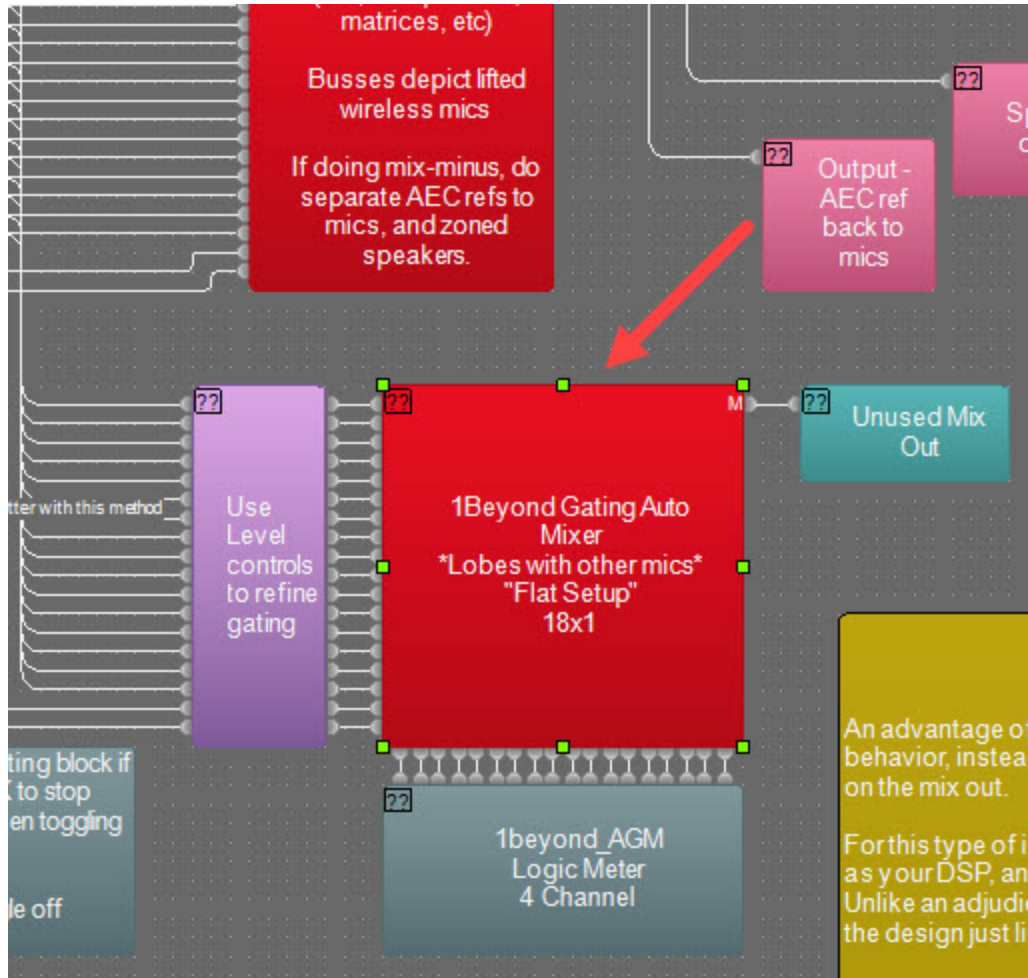 matrices, etc)
Busses depict lifted
wireless mics
If doing mix-minus, do
separate AEC refs to
mics, and zoned
speakers.
??
??
Output -
AEC ref
back to
mics
??
Use
Level
controls
to refine
gating
tter with this method
??
M
1Beyond Gating Auto
Mixer
*Lobes with other mics*
"Flat Setup"
18x1
??
Unused Mix
Out
??
1beyond_AGM
Logic Meter
4 Channel
ting block if
to stop
en toggling
le off
An advantage of
behavior, instea
on the mix out.
For this type of i
as your DSP, an
Unlike an adjudi
the design just li